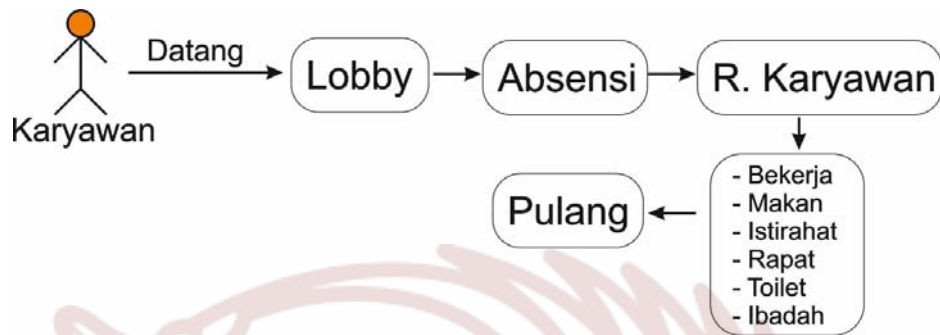 Karyawan
Datang
Lobby
Absensi
R. Karyawan
- Bekerja
- Makan
- Istirahat
- Rapat
- Toilet
- Ibadah
Pulang